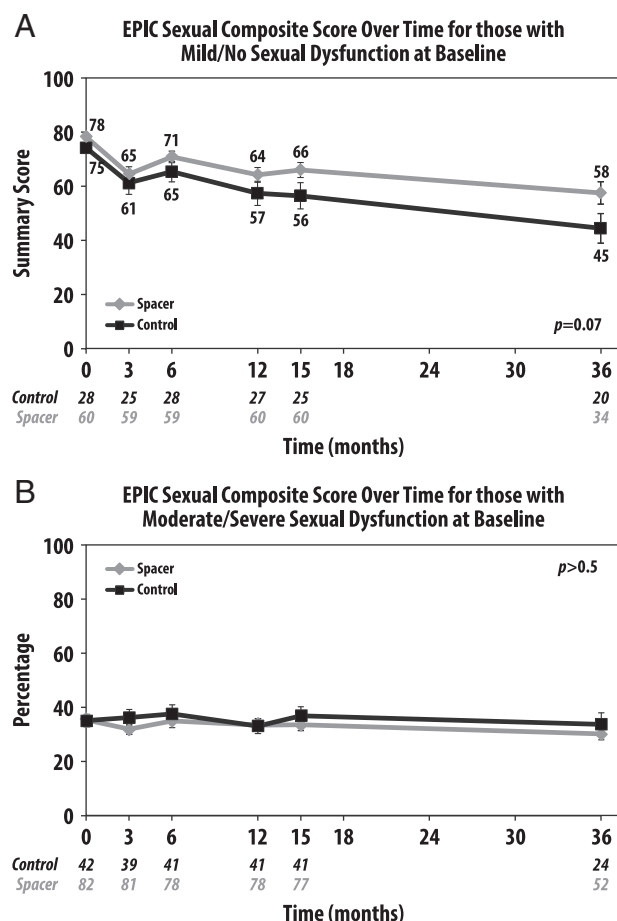 A
EPIC Sexual Composite Score Over Time for those with
Mild/No Sexual Dysfunction at Baseline
Summary Score
100
80
60
40
20
0
78
75
65
61
71
65
64
57
66
56
58
45
Spacer
Control
p=0.07
0 3 6 12 15 18 24 30 36
Control 28 25 28 27 25 20
Spacer 60 59 59 60 60 34
Time (months)
B
EPIC Sexual Composite Score Over Time for those with
Moderate/Severe Sexual Dysfunction at Baseline
Percentage
100
80
60
40
20
0
Spacer
Control
p>0.5
0 3 6 12 15 18 24 30 36
Control 42 39 41 41 41 24
Spacer 82 81 78 78 77 52
Time (months)